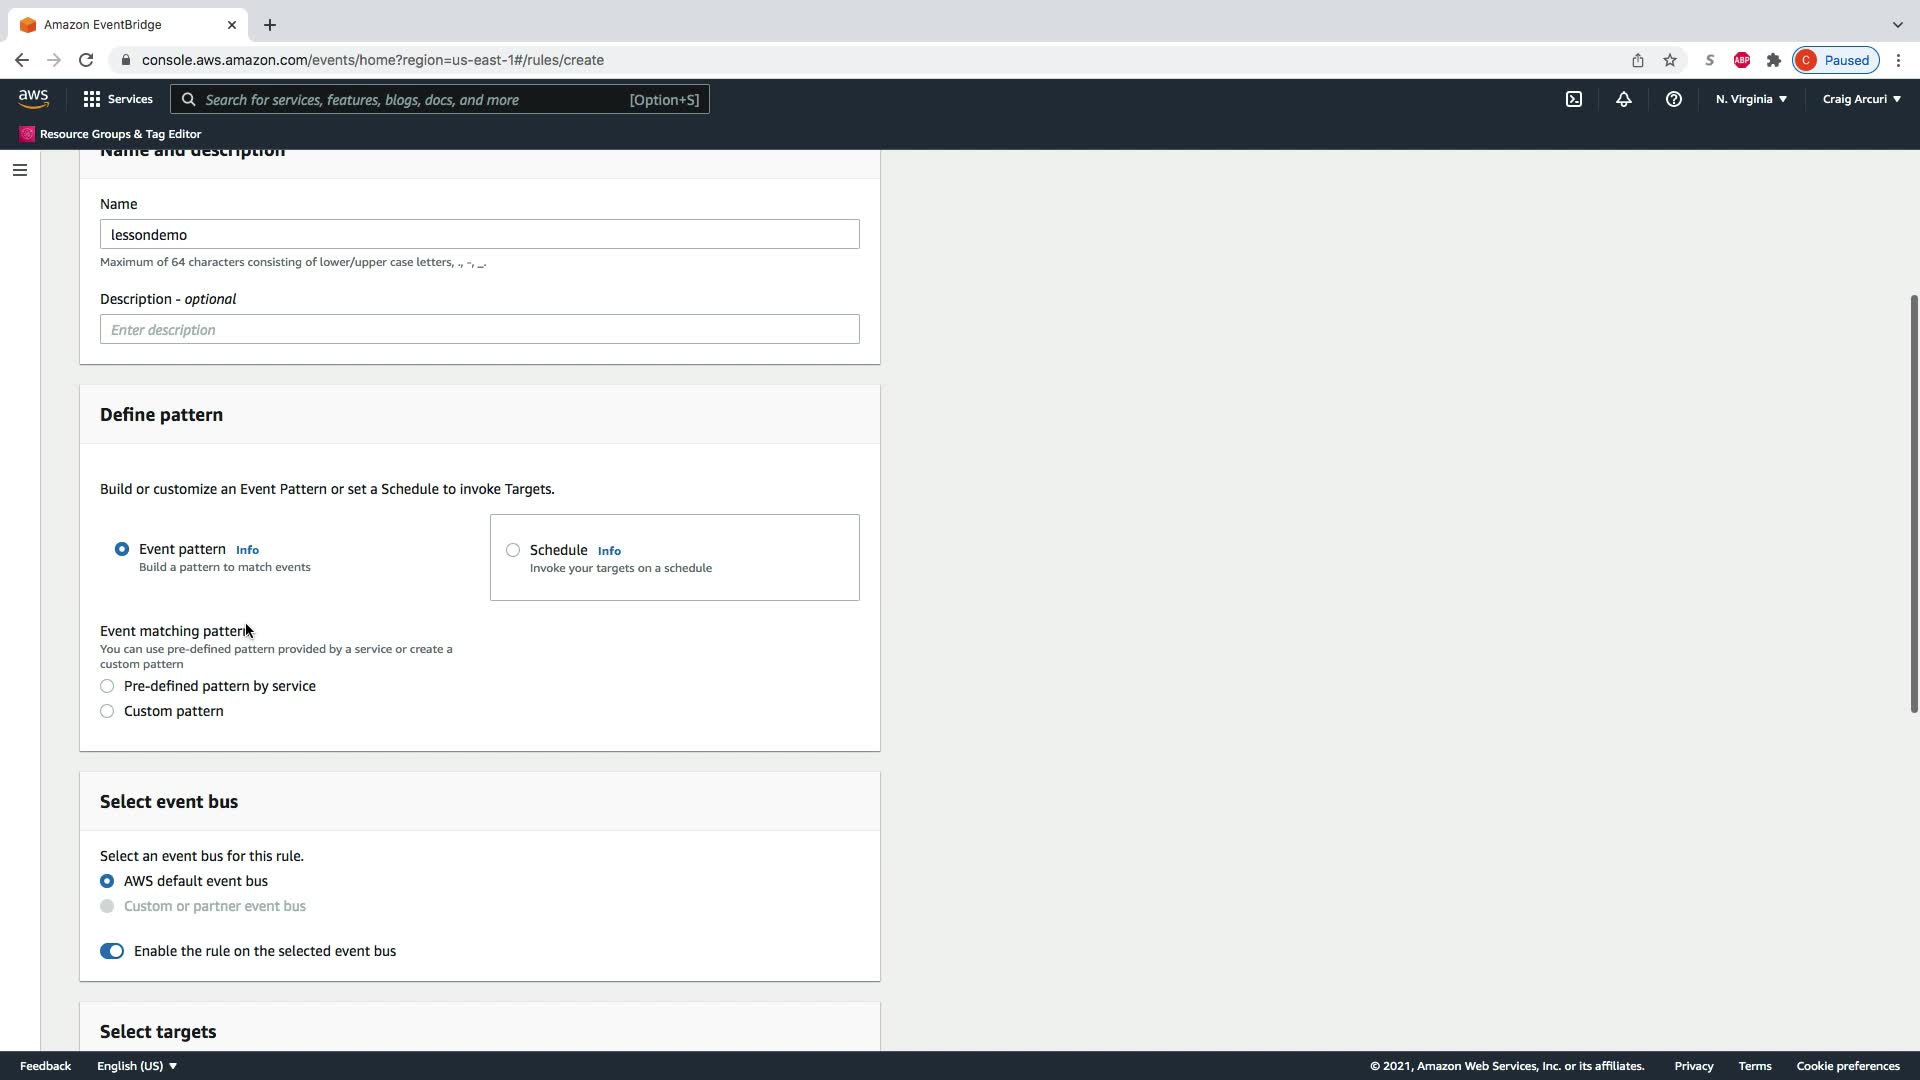 Amazon EventBridge
console.aws.amazon.com/events/home?region=us-east-1#/rules/create
S
ABP
C Paused
aws
Services
Search for services, features, blogs, docs, and more [Option+S]
N. Virginia
Craig Arcuri
Resource Groups & Tag Editor
Name and description
Name
lessondemo
Maximum of 64 characters consisting of lower/upper case letters, ., -, _.
Description - optional
Enter description
Define pattern
Build or customize an Event Pattern or set a Schedule to invoke Targets.
Event pattern Info
Build a pattern to match events
Schedule Info
Invoke your targets on a schedule
Event matching pattern
You can use pre-defined pattern provided by a service or create a
custom pattern
Pre-defined pattern by service
Custom pattern
Select event bus
Select an event bus for this rule.
AWS default event bus
Custom or partner event bus
Enable the rule on the selected event bus
Select targets
Feedback
English (US)
© 2021, Amazon Web Services, Inc. or its affiliates.
Privacy
Terms
Cookie preferences